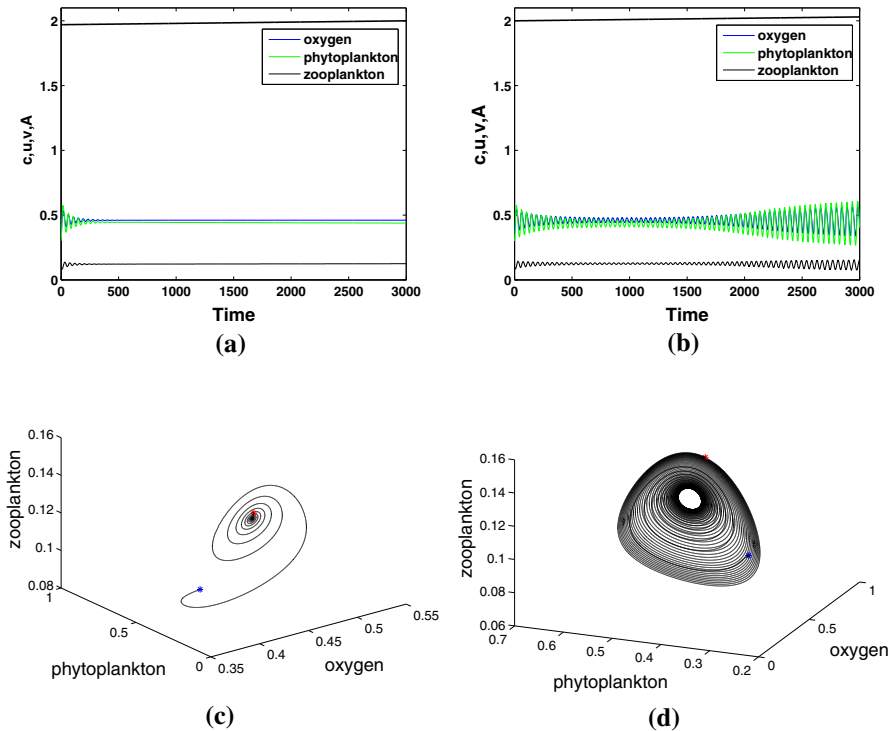 2
1.5
1
0.5
0
c,u,v,A
oxygen
phytoplankton
zooplankton
0 500 1000 1500 2000 2500 3000
Time
(a)
2
1.5
1
0.5
0
c,u,v,A
oxygen
phytoplankton
zooplankton
0 500 1000 1500 2000 2500 3000
Time
(b)
0.16
0.14
0.12
0.1
0.08
zooplankton
1
0.5
0
phytoplankton
0.35
0.4
0.45
0.5
0.55
oxygen
(c)
0.16
0.14
0.12
0.1
0.08
0.06
zooplankton
0.7
0.6
0.5
0.4
0.3
0.2
phytoplankton
0
0.5
1
oxygen
(d)